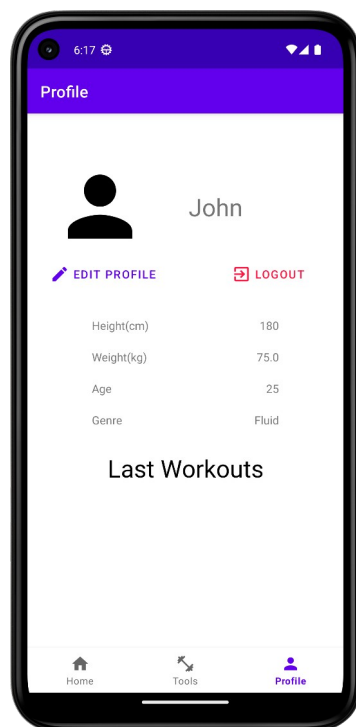 6:17
Profile
John
EDIT PROFILE LOGOUT
Height(cm) 180
Weight(kg) 75.0
Age 25
Genre Fluid
Last Workouts
Home Tools Profile